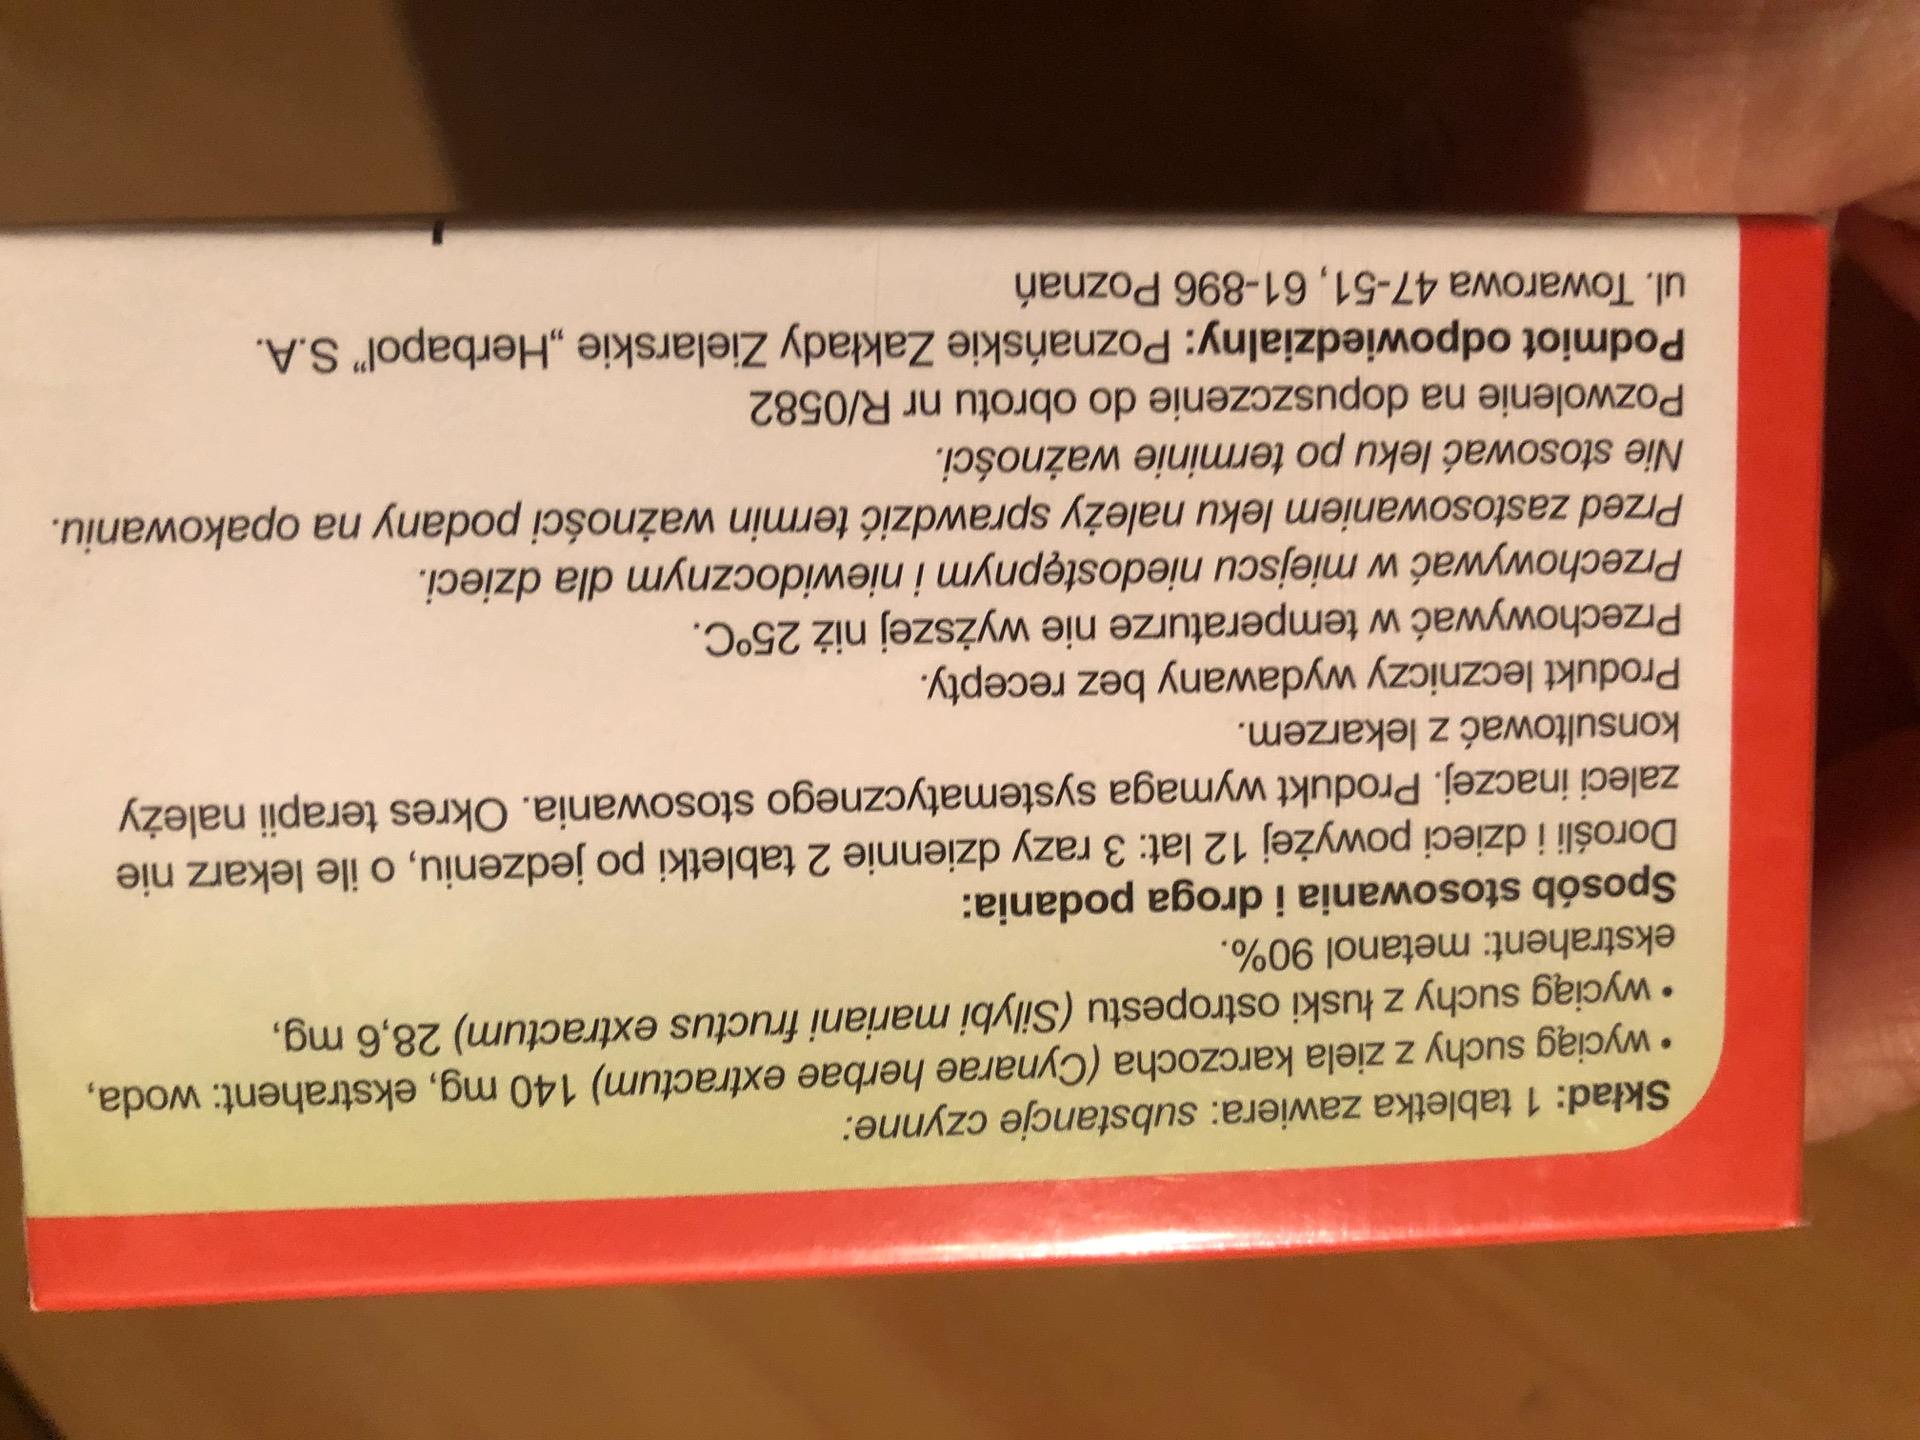 Skład: 1 tabletka zawiera: substancje czynne:
• wyciąg suchy z ziela karczocha (Cynarae herbae extractum) 140 mg, ekstrahent: woda,
• wyciąg suchy z łuski ostropestu (Silybi mariani fructus extractum) 28,6 mg,
ekstrahent: metanol 90%.
Sposób stosowania i droga podania:
Dorośli i dzieci powyżej 12 lat: 3 razy dziennie 2 tabletki po jedzeniu, o ile lekarz nie
zaleci inaczej. Produkt wymaga systematycznego stosowania. Okres terapii należy
konsultować z lekarzem.
Produkt leczniczy wydawany bez recepty.
Przechowywać w temperaturze nie wyższej niż 25°C.
Przechowywać w miejscu niedostępnym i niewidocznym dla dzieci.
Przed zastosowaniem leku należy sprawdzić termin ważności podany na opakowaniu.
Nie stosować leku po terminie ważności.
Pozwolenie na dopuszczenie do obrotu nr R/0582
Podmiot odpowiedzialny: Poznańskie Zakłady Zielarskie „Herbapol” S.A.
ul. Towarowa 47-51, 61-896 Poznań